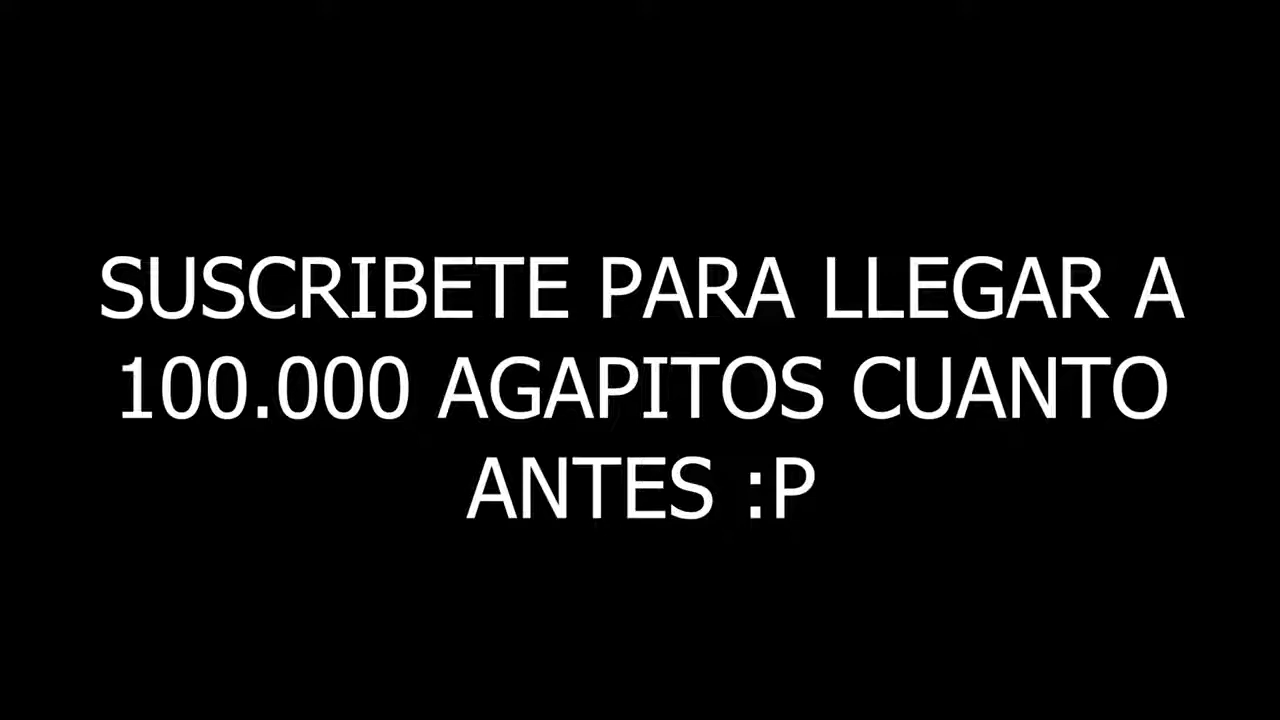 SUSCRIBETE PARA LLEGAR A
100.000 AGAPITOS CUANTO
ANTES :P